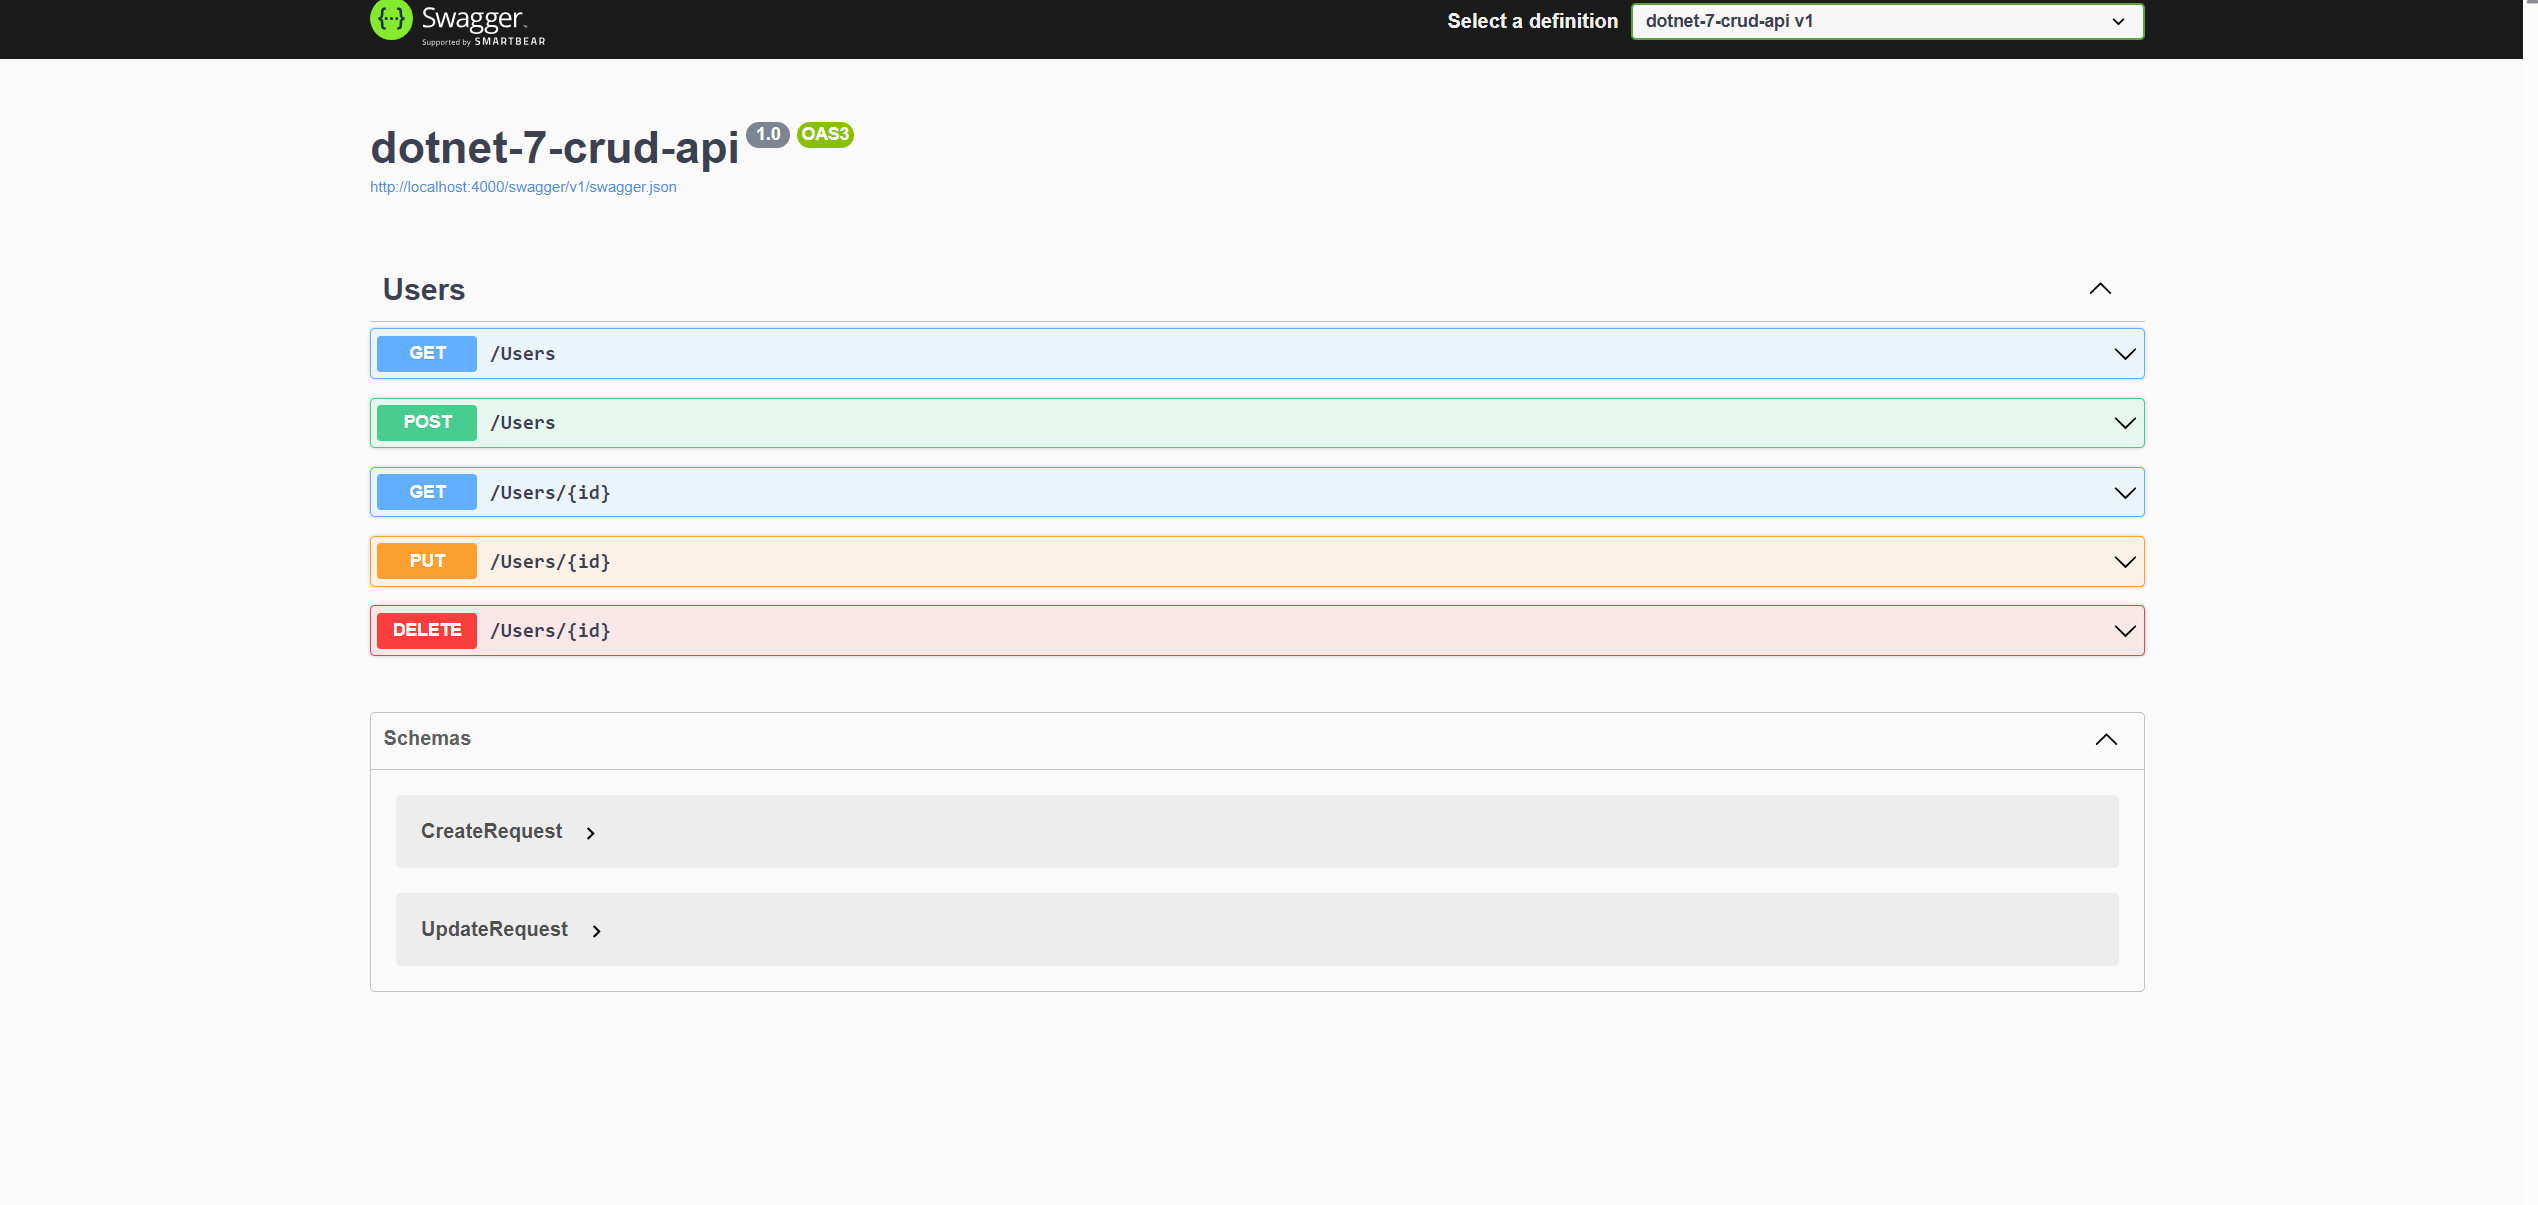 {...} Swagger™
Supported by SMARTBEAR
Select a definition
dotnet-7-crud-api v1
dotnet-7-crud-api 1.0 OAS3
http://localhost:4000/swagger/v1/swagger.json
Users
GET /Users
POST /Users
GET /Users/{id}
PUT /Users/{id}
DELETE /Users/{id}
Schemas
CreateRequest
UpdateRequest